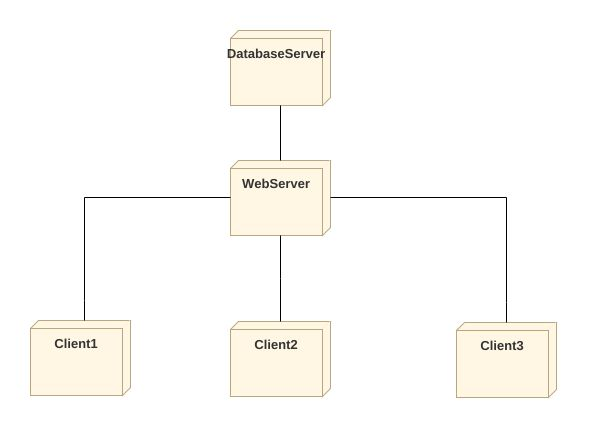 DatabaseServer
WebServer
Client1
Client2
Client3